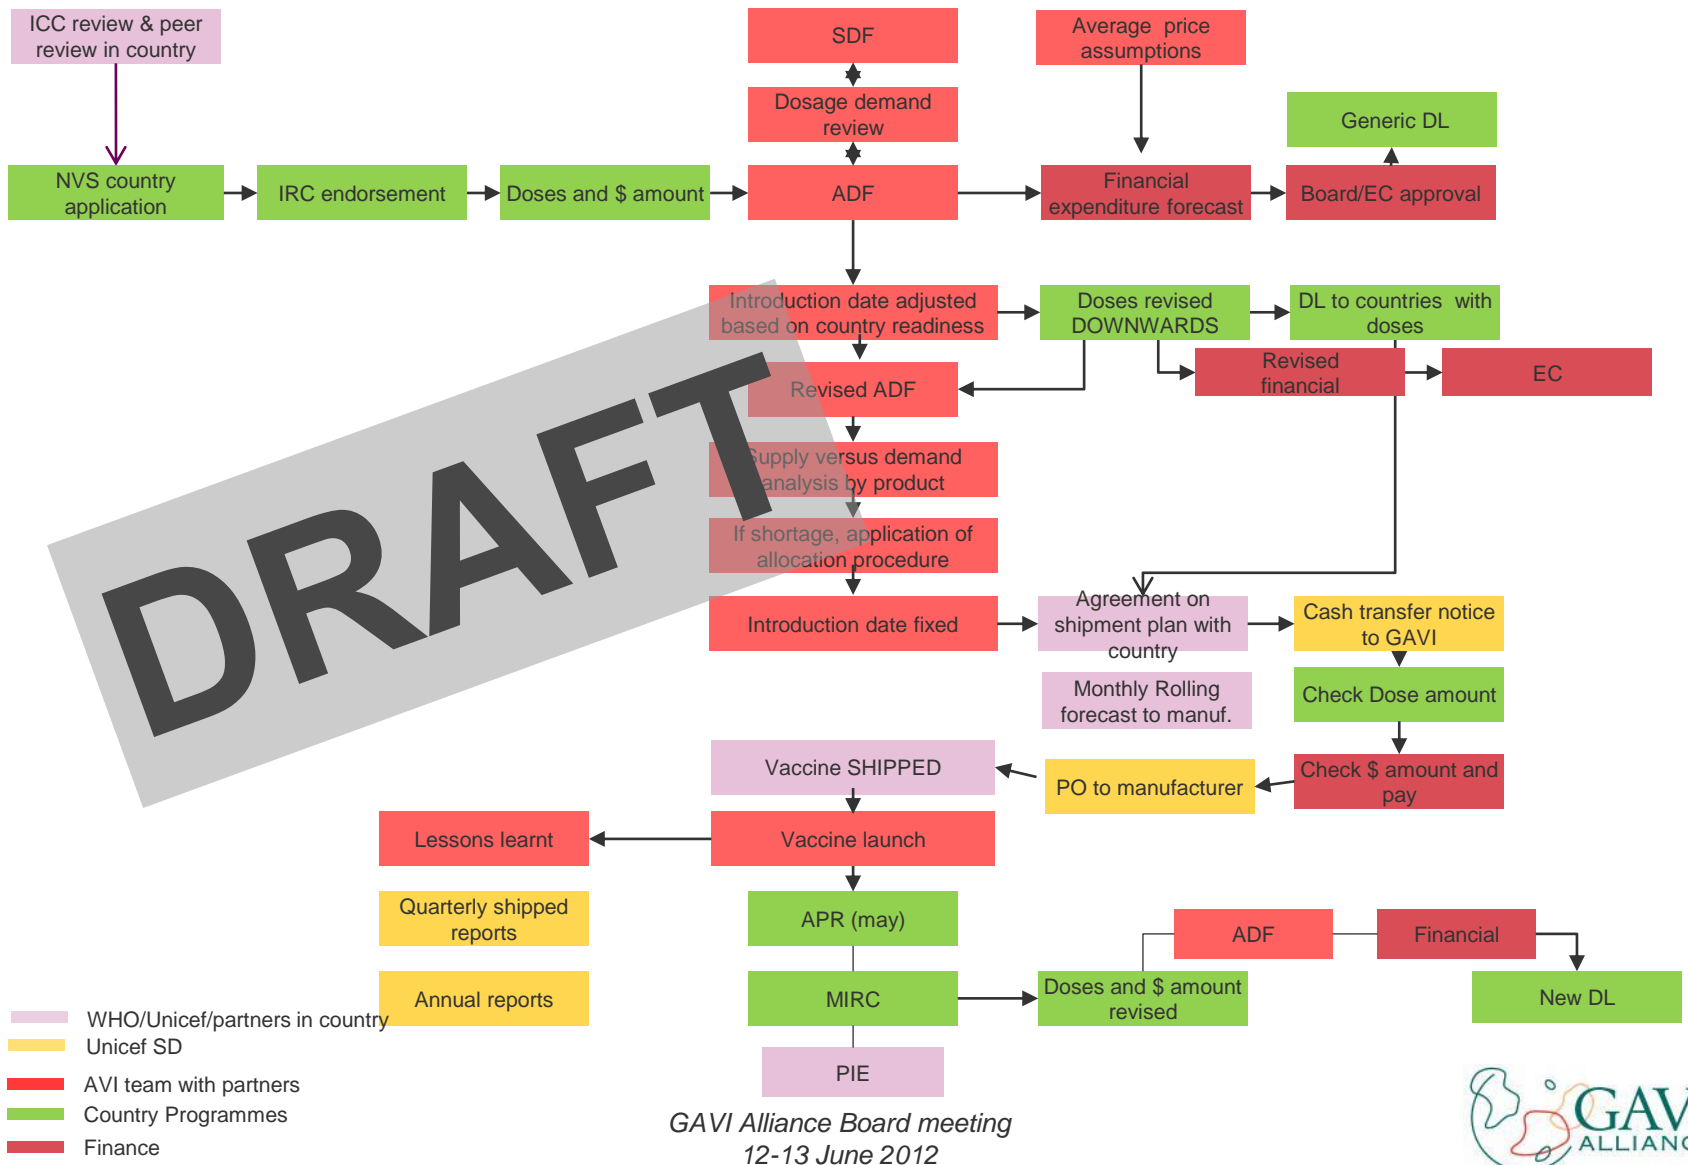 ICC review & peer
review in country
SDF
Average price
assumptions
Dosage demand
review
Generic DL
NVS country
application
IRC endorsement
Doses and $ amount
ADF
Financial
expenditure forecast
Board/EC approval
Introduction date adjusted
based on country readiness
Doses revised
DOWNWARDS
DL to countries with
doses
Revised ADF
Revised
financial
EC
Supply versus demand
analysis by product
If shortage, application of
allocation procedure
Introduction date fixed
Agreement on
shipment plan with
country
Cash transfer notice
to GAVI
Monthly Rolling
forecast to manuf.
Check Dose amount
Vaccine SHIPPED
PO to manufacturer
Check $ amount and
pay
Lessons learnt
Vaccine launch
Quarterly shipped
reports
APR (may)
ADF
Financial
Annual reports
MIRC
Doses and $ amount
revised
New DL
PIE
DRAFT
WHO/Unicef/partners in country
Unicef SD
AVI team with partners
Country Programmes
Finance
GAVI Alliance Board meeting
12-13 June 2012
GAV
ALLIANC